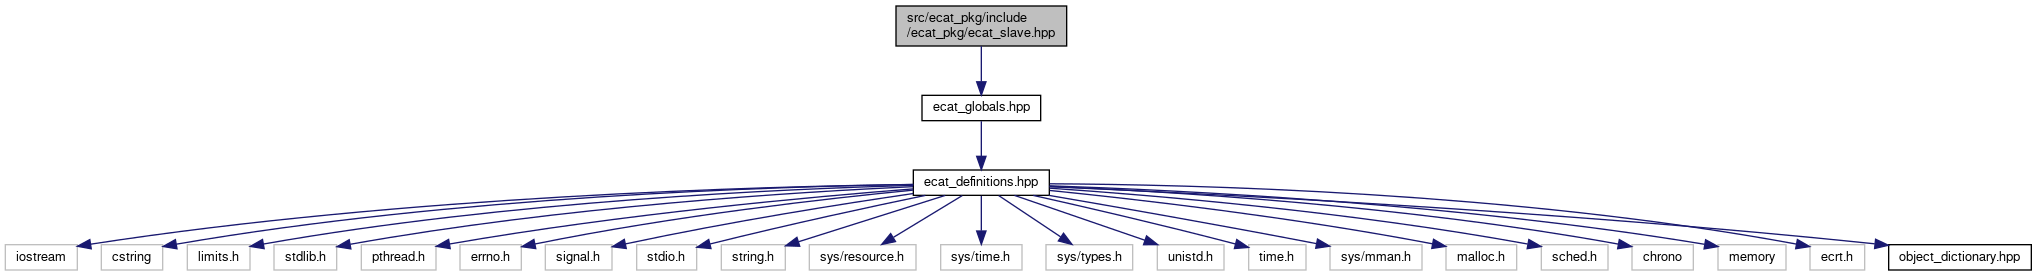 src/ecat_pkg/include
/ecat_pkg/ecat_slave.hpp
ecat_globals.hpp
ecat_definitions.hpp
iostream
cstring
limits.h
stdlib.h
pthread.h
errno.h
signal.h
stdio.h
string.h
sys/resource.h
sys/time.h
sys/types.h
unistd.h
time.h
sys/mman.h
malloc.h
sched.h
chrono
memory
ecrt.h
object_dictionary.hpp